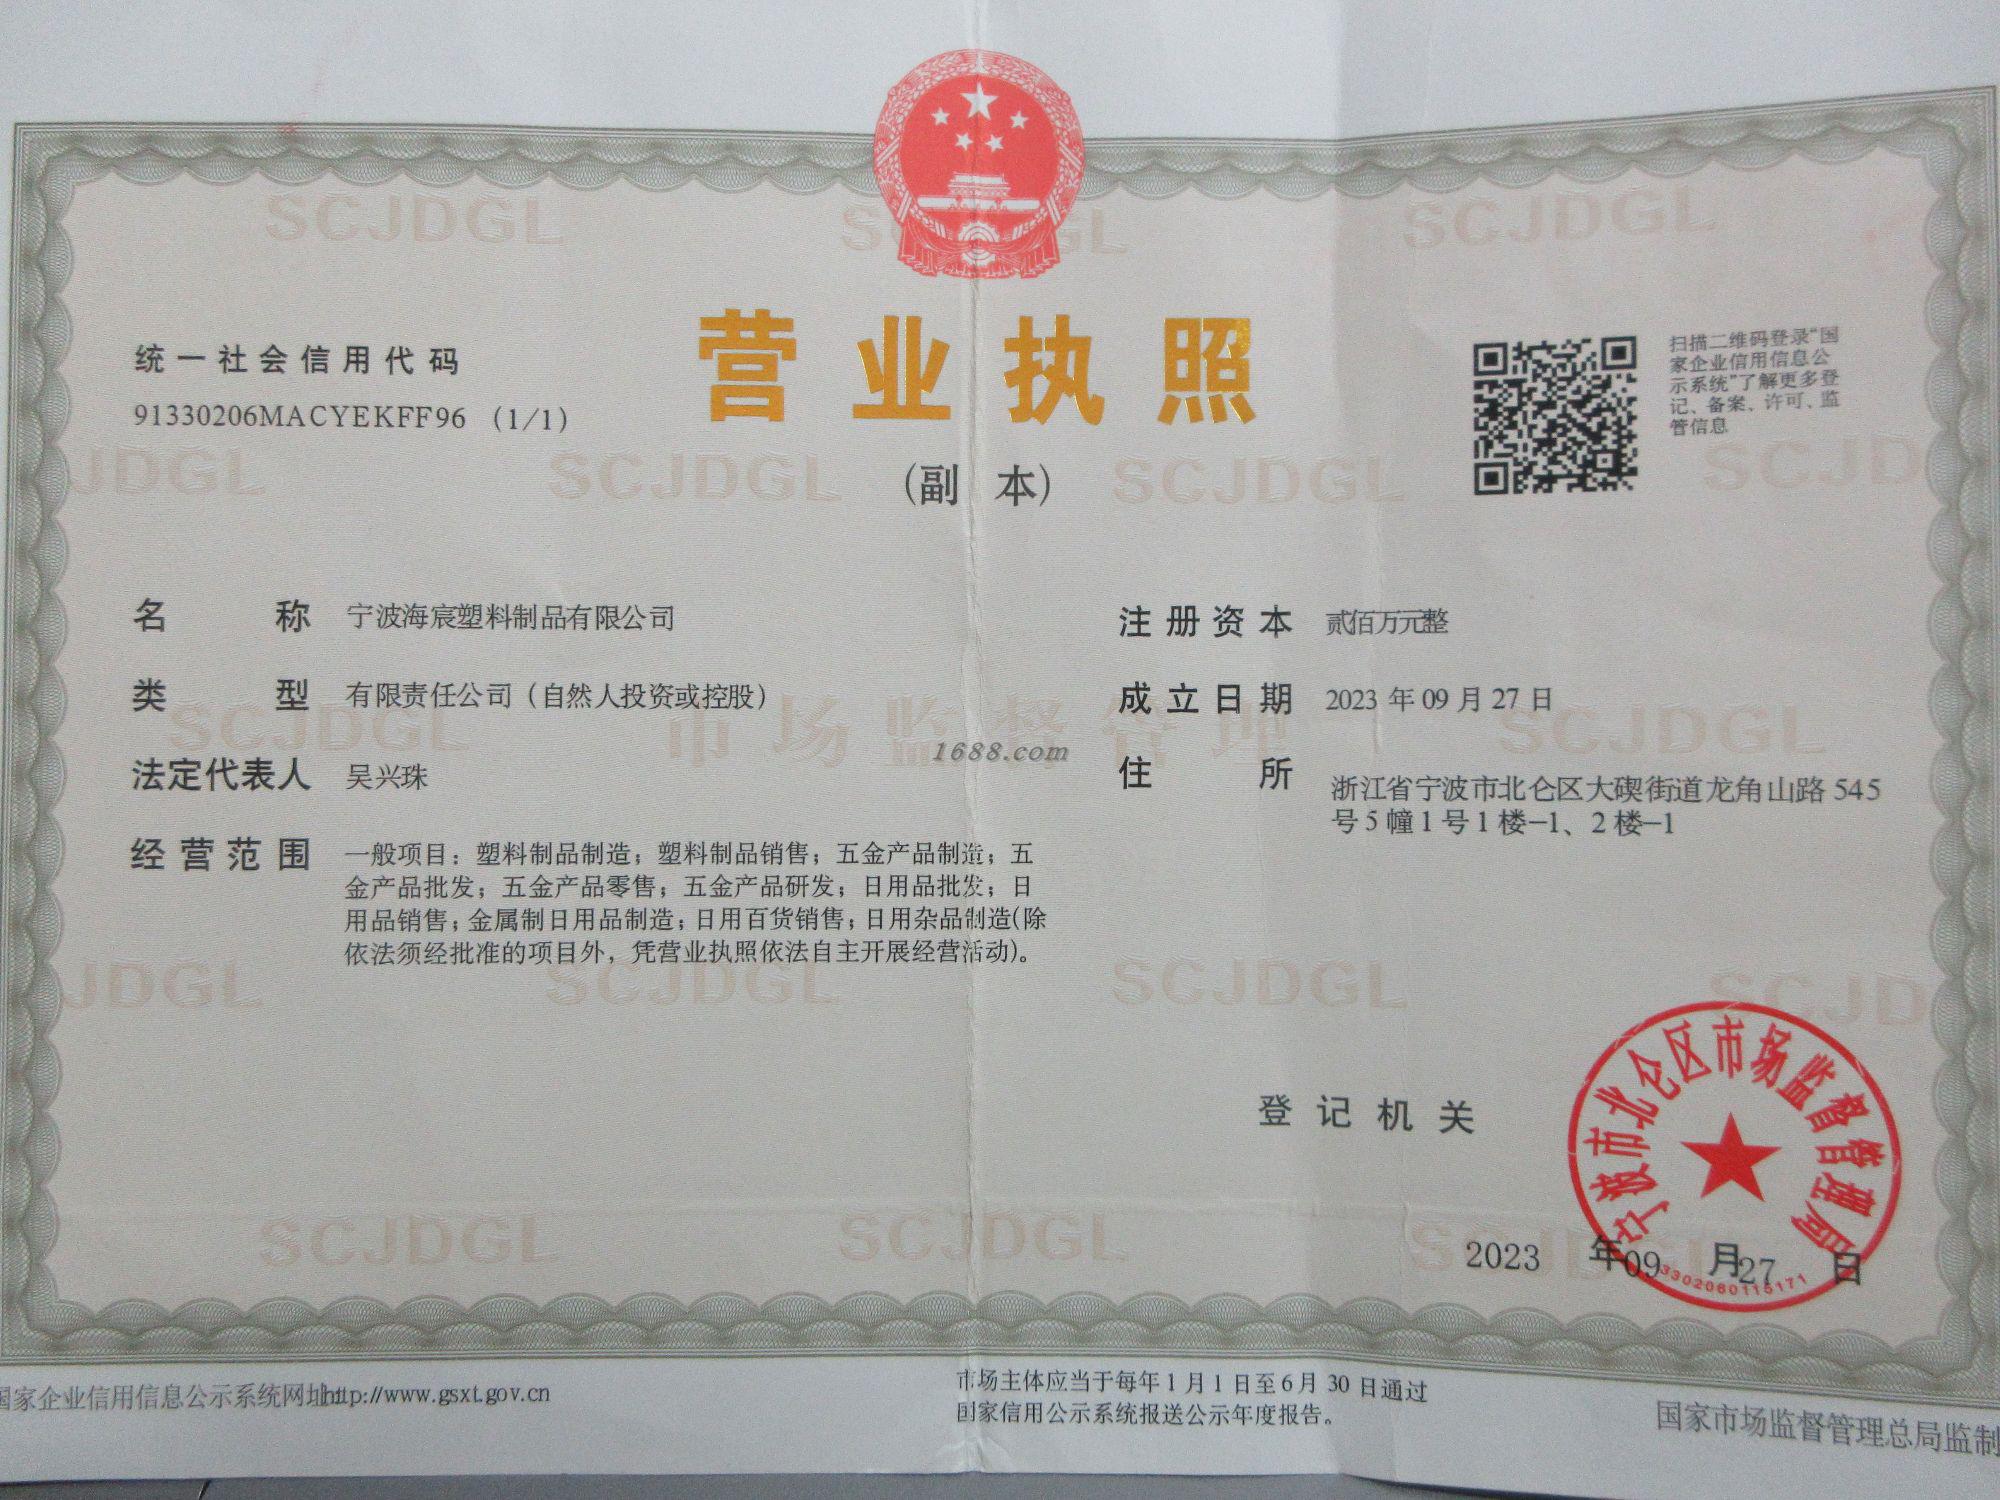 统一社会信用代码
91330206MACYEKFF96 (1/1)
营业执照
(副 本)
扫描二维码登录“国
家企业信用信息公
示系统”了解更多登
记、备案、许可、监
管信息
名 称 宁波海宸塑料制品有限公司
类 型 有限责任公司（自然人投资或控股）
法定代表人 吴兴珠
经营范围 一般项目：塑料制品制造；塑料制品销售；五金产品制造；五
金产品批发；五金产品零售；五金产品研发；日用品批发；日
用品销售；金属制日用品制造；日用百货销售；日用杂品制造(除
依法须经批准的项目外，凭营业执照依法自主开展经营活动)。
注册资本 贰佰万元整
成立日期 2023 年 09 月 27 日
住 所 浙江省宁波市北仑区大碶街道龙角山路 545
号 5 幢 1 号 1 楼-1、2 楼-1
市场监督管理
1688.com
SCJDGL
登记机关
宁波市北仑区市场监督管理局
3302060115171
2023 年 09 月 27 日
国家企业信用信息公示系统网址http://www.gsxt.gov.cn
市场主体应当于每年 1 月 1 日至 6 月 30 日通过
国家信用公示系统报送公示年度报告。
国家市场监督管理总局监制